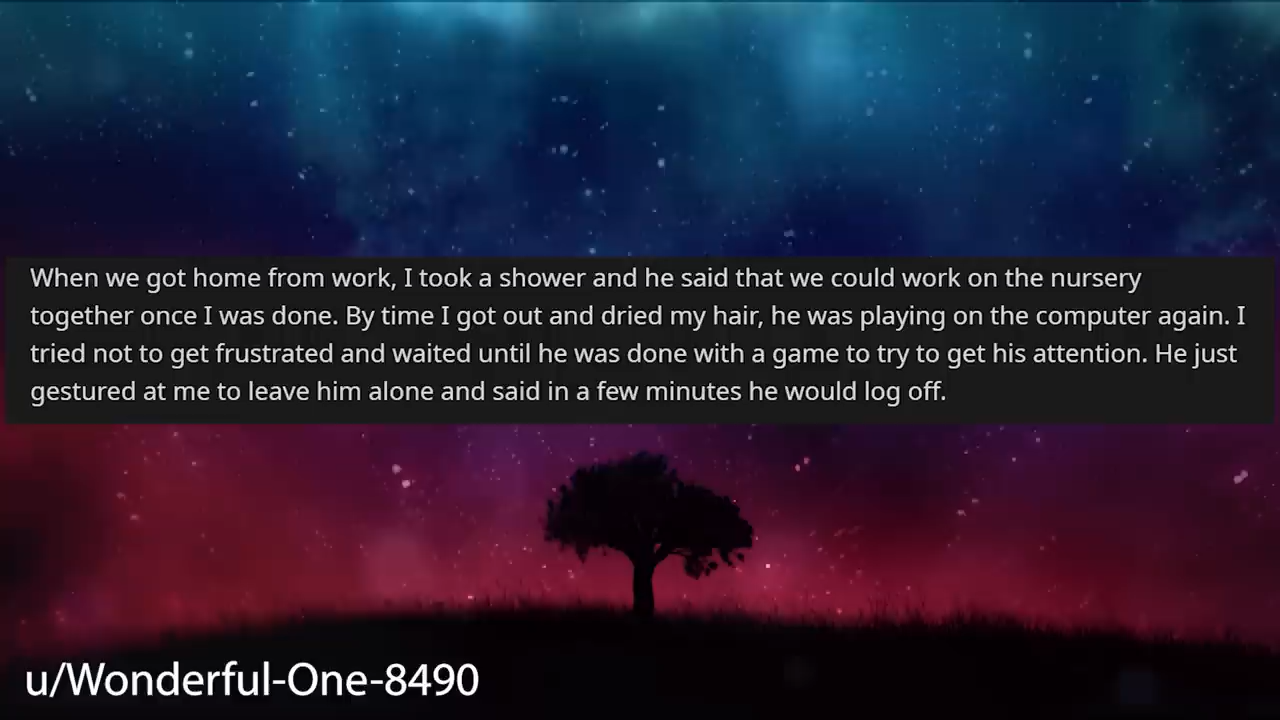 When we got home from work, I took a shower and he said that we could work on the nursery
together once I was done. By time I got out and dried my hair, he was playing on the computer again. I
tried not to get frustrated and waited until he was done with a game to try to get his attention. He just
gestured at me to leave him alone and said in a few minutes he would log off.
u/Wonderful-One-8490